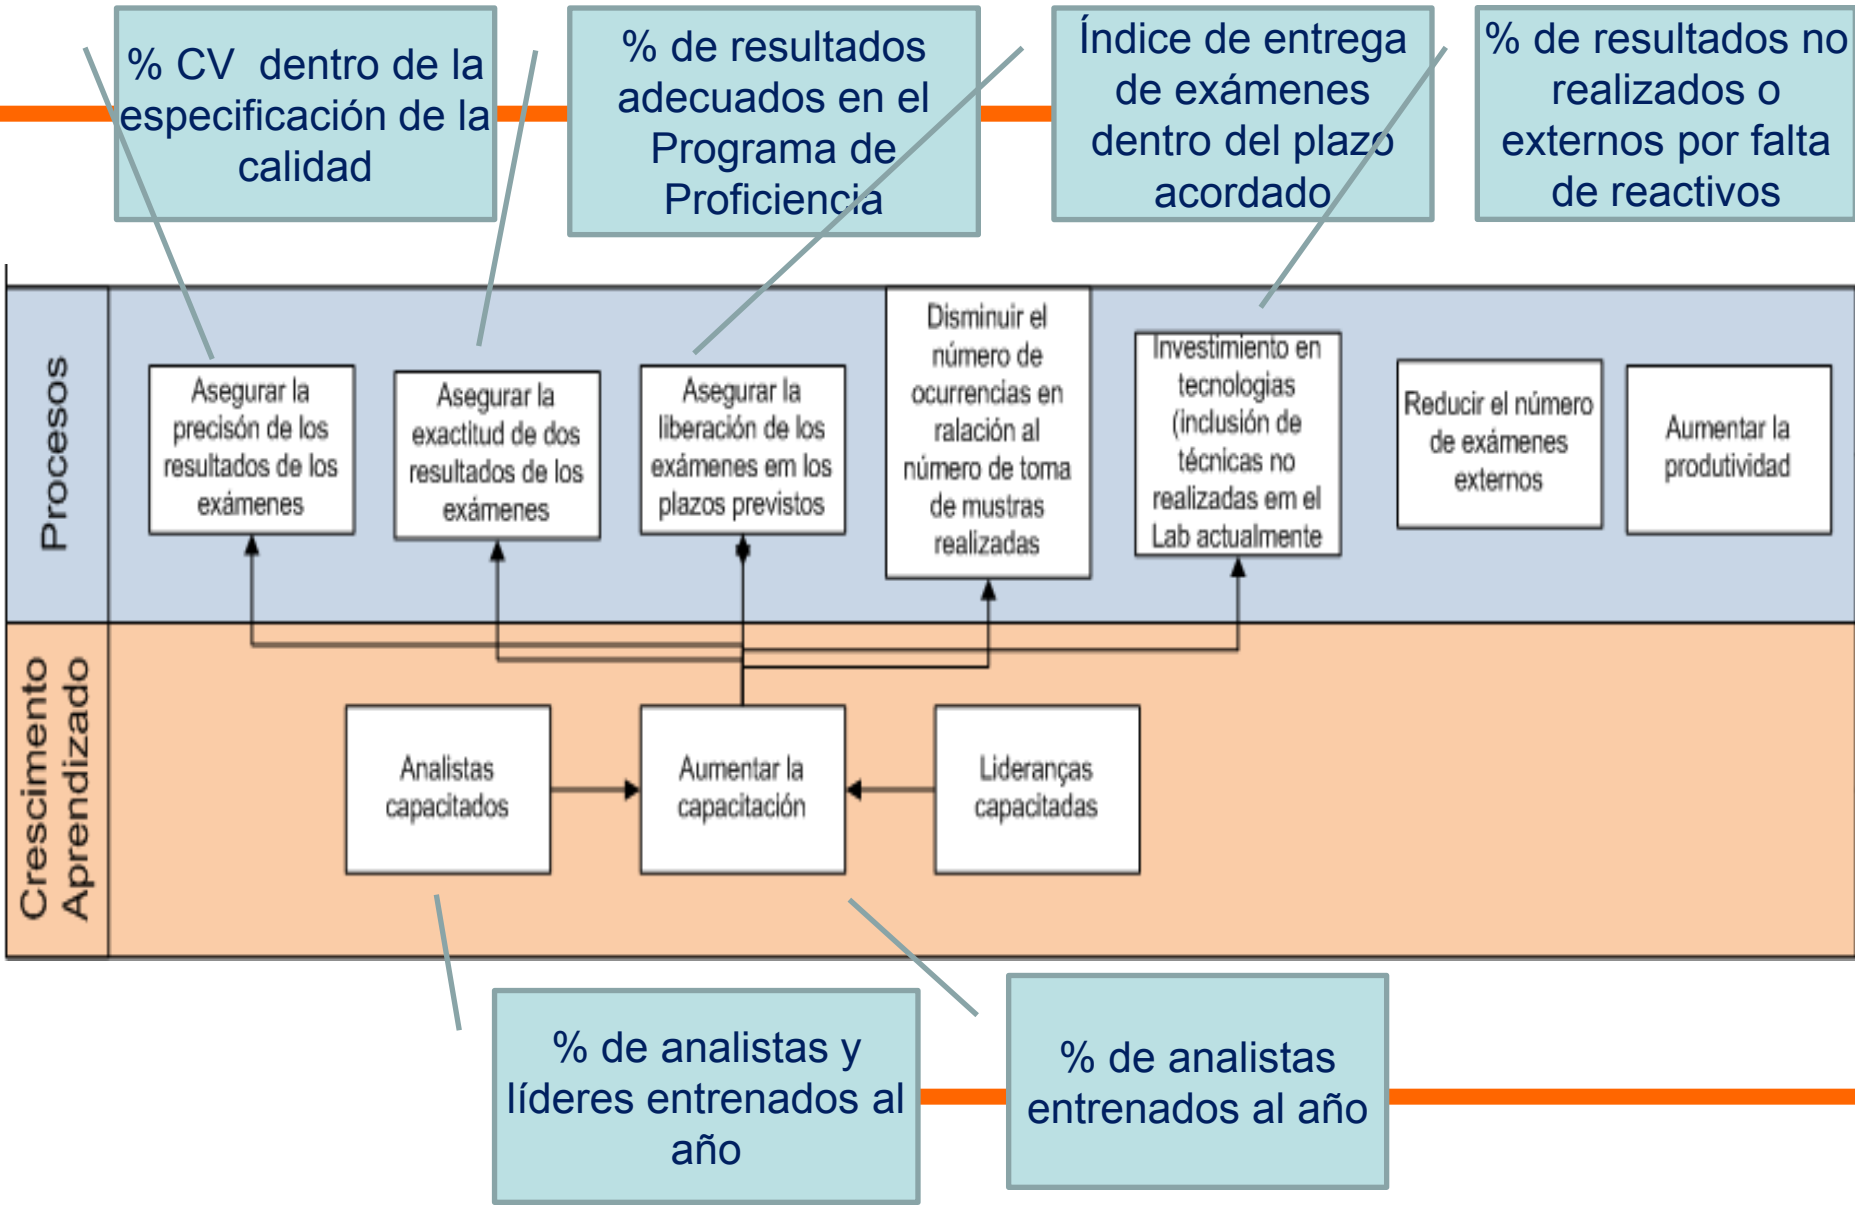 % CV dentro de la
especificación de la
calidad
% de resultados
adecuados en el
Programa de
Proficiencia
Índice de entrega
de exámenes
dentro del plazo
acordado
% de resultados no
realizados o
externos por falta
de reactivos
Procesos
Asegurar la
precisón de los
resultados de los
exámenes
Asegurar la
exactitud de dos
resultados de los
exámenes
Asegurar la
liberación de los
exámenes em los
plazos previstos
Disminuir el
número de
ocurrencias en
ralación al
número de toma
de mustras
realizadas
Investimiento en
tecnologias
(inclusión de
técnicas no
realizadas em el
Lab actualmente
Reducir el número
de exámenes
externos
Aumentar la
produtividad
Crescimento
Aprendizado
Analistas
capacitados
Aumentar la
capacitación
Lideranças
capacitadas
% de analistas y
líderes entrenados al
año
% de analistas
entrenados al año